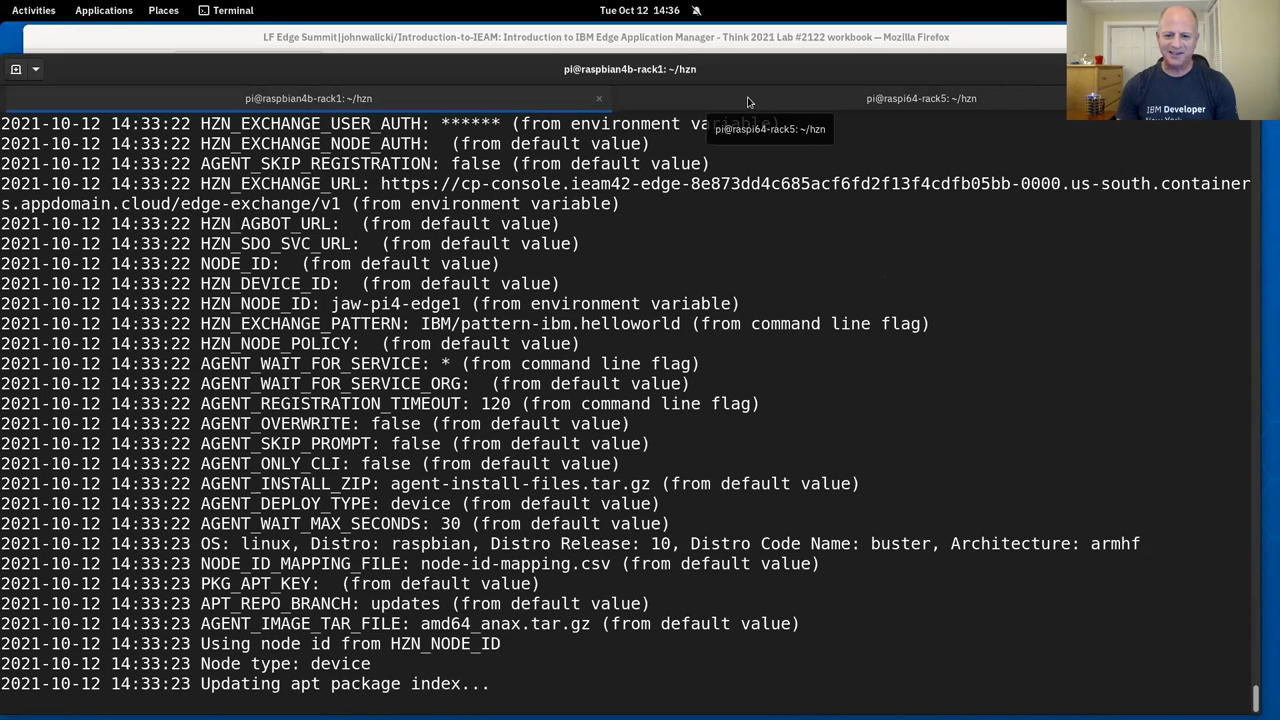 Activities Applications Places Terminal Tue Oct 12 14:36
LF Edge Summit|johnwalicki/Introduction-to-IEAM: Introduction to IBM Edge Application Manager - Think 2021 Lab #2122 workbook — Mozilla Firefox
pi@raspbian4b-rack1: ~/hzn
pi@raspbian4b-rack1: ~/hzn × pi@raspi64-rack5: ~/hzn
IBM Developer
pi@raspi64-rack5: ~/hzn
2021-10-12 14:33:22 HZN_EXCHANGE_USER_AUTH: ****** (from environment variable)
2021-10-12 14:33:22 HZN_EXCHANGE_NODE_AUTH:  (from default value)
2021-10-12 14:33:22 AGENT_SKIP_REGISTRATION: false (from default value)
2021-10-12 14:33:22 HZN_EXCHANGE_URL: https://cp-console.ieam42-edge-8e873dd4c685acf6fd2f13f4cdfb05bb-0000.us-south.container
s.appdomain.cloud/edge-exchange/v1 (from environment variable)
2021-10-12 14:33:22 HZN_AGBOT_URL:  (from default value)
2021-10-12 14:33:22 HZN_SDO_SVC_URL:  (from default value)
2021-10-12 14:33:22 NODE_ID:  (from default value)
2021-10-12 14:33:22 HZN_DEVICE_ID:  (from default value)
2021-10-12 14:33:22 HZN_NODE_ID: jaw-pi4-edge1 (from environment variable)
2021-10-12 14:33:22 HZN_EXCHANGE_PATTERN: IBM/pattern-ibm.helloworld (from command line flag)
2021-10-12 14:33:22 HZN_NODE_POLICY:  (from default value)
2021-10-12 14:33:22 AGENT_WAIT_FOR_SERVICE: * (from command line flag)
2021-10-12 14:33:22 AGENT_WAIT_FOR_SERVICE_ORG:  (from default value)
2021-10-12 14:33:22 AGENT_REGISTRATION_TIMEOUT: 120 (from command line flag)
2021-10-12 14:33:22 AGENT_OVERWRITE: false (from default value)
2021-10-12 14:33:22 AGENT_SKIP_PROMPT: false (from default value)
2021-10-12 14:33:22 AGENT_ONLY_CLI: false (from default value)
2021-10-12 14:33:22 AGENT_INSTALL_ZIP: agent-install-files.tar.gz (from default value)
2021-10-12 14:33:22 AGENT_DEPLOY_TYPE: device (from default value)
2021-10-12 14:33:22 AGENT_WAIT_MAX_SECONDS: 30 (from default value)
2021-10-12 14:33:23 OS: linux, Distro: raspbian, Distro Release: 10, Distro Code Name: buster, Architecture: armhf
2021-10-12 14:33:23 NODE_ID_MAPPING_FILE: node-id-mapping.csv (from default value)
2021-10-12 14:33:23 PKG_APT_KEY:  (from default value)
2021-10-12 14:33:23 APT_REPO_BRANCH: updates (from default value)
2021-10-12 14:33:23 AGENT_IMAGE_TAR_FILE: amd64_anax.tar.gz (from default value)
2021-10-12 14:33:23 Using node id from HZN_NODE_ID
2021-10-12 14:33:23 Node type: device
2021-10-12 14:33:23 Updating apt package index...